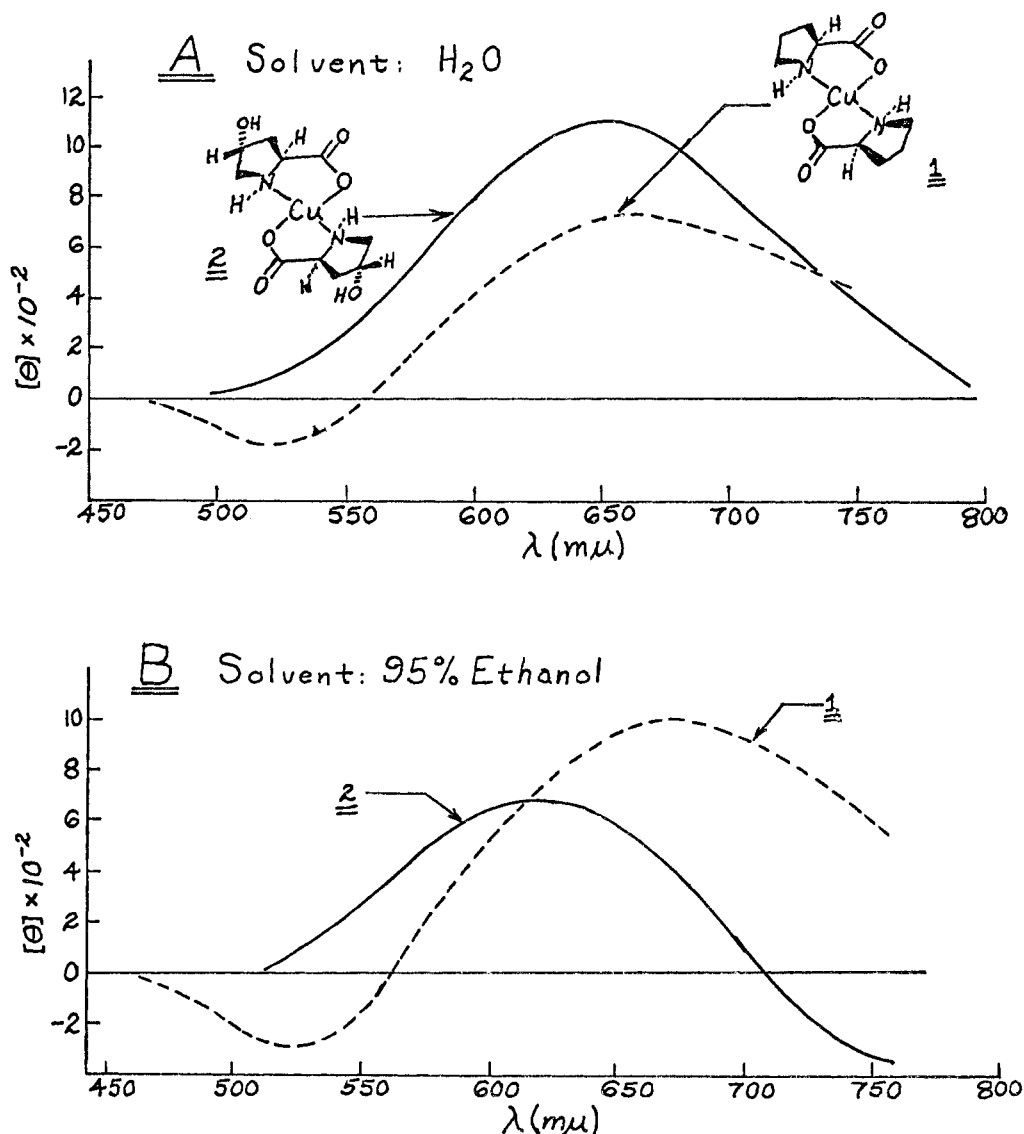 A Solvent: H2O
[Θ] × 10^-2
12
10
8
6
4
2
0
-2
450 500 550 600 650 700 750 800
λ (mμ)
OH
H
H
O
N
H
O
Cu
O
N
H
O
H
H
HO
2
H
O
N
H
O
Cu
O
N
H
O
H
1
B Solvent: 95% Ethanol
[Θ] × 10^-2
10
8
6
4
2
0
-2
1
2
450 500 550 600 650 700 750 800
λ (mμ)